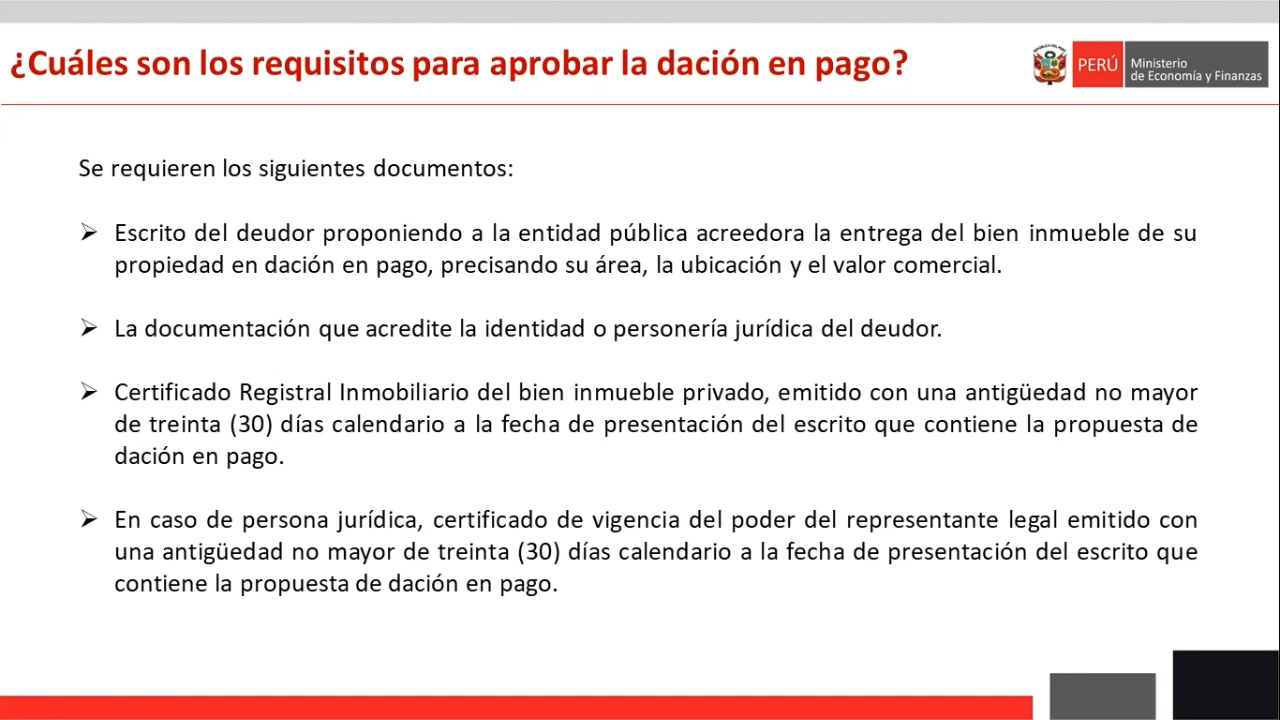 ¿Cuáles son los requisitos para aprobar la dación en pago?
PERÚ
Ministerio
de Economía y Finanzas
Se requieren los siguientes documentos:
➢ Escrito del deudor proponiendo a la entidad pública acreedora la entrega del bien inmueble de su
propiedad en dación en pago, precisando su área, la ubicación y el valor comercial.
➢ La documentación que acredite la identidad o personería jurídica del deudor.
➢ Certificado Registral Inmobiliario del bien inmueble privado, emitido con una antigüedad no mayor
de treinta (30) días calendario a la fecha de presentación del escrito que contiene la propuesta de
dación en pago.
➢ En caso de persona jurídica, certificado de vigencia del poder del representante legal emitido con
una antigüedad no mayor de treinta (30) días calendario a la fecha de presentación del escrito que
contiene la propuesta de dación en pago.